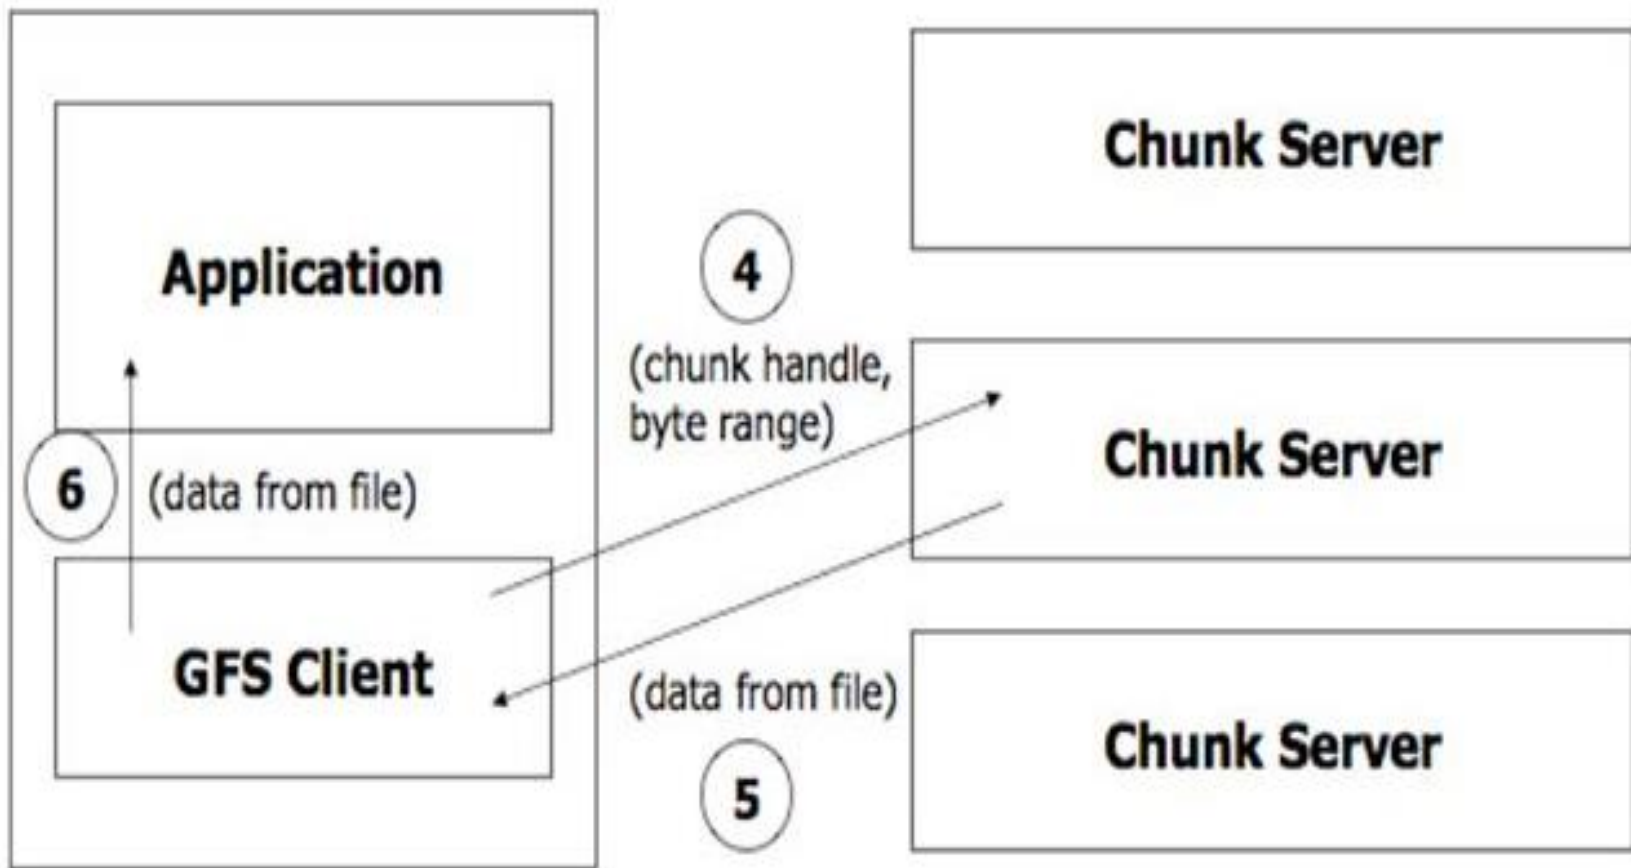 Application
6
(data from file)
GFS Client
4
(chunk handle,
byte range)
(data from file)
5
Chunk Server
Chunk Server
Chunk Server